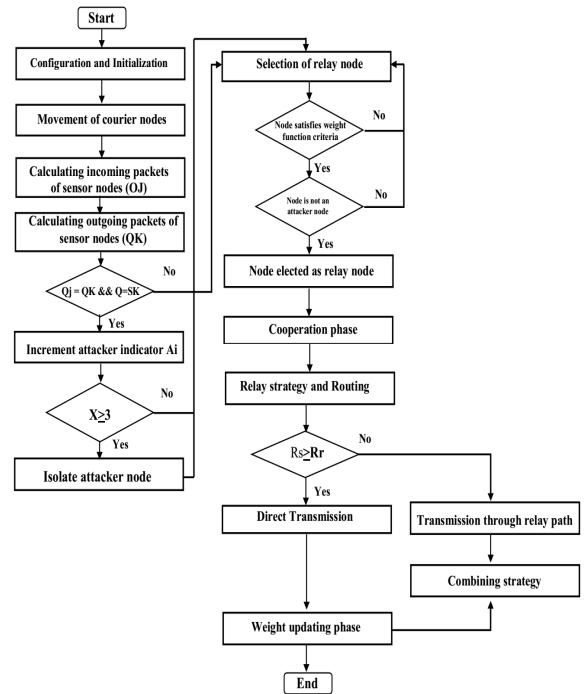 Start
Configuration and Initialization
Movement of courier nodes
Calculating incoming packets
of sensor nodes (OJ)
Calculating outgoing packets of
sensor nodes (QK)
Qj = QK && Q=SK
No
Yes
Increment attacker indicator Ai
X≥3
No
Yes
Isolate attacker node
Selection of relay node
Node satisfies weight
function criteria
No
Yes
Node is not an
attacker node
No
Yes
Node elected as relay node
Cooperation phase
Relay strategy and Routing
Rs≥Rr
No
Yes
Direct Transmission
Transmission through relay path
Combining strategy
Weight updating phase
End